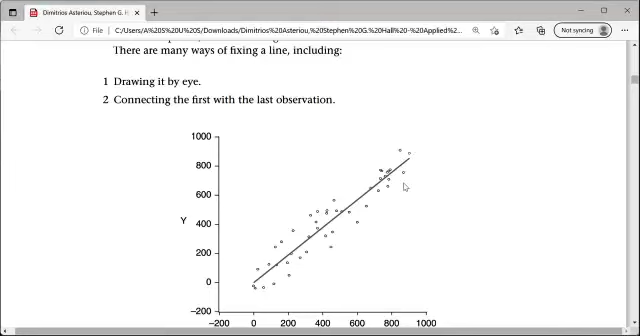 Dimitrios Asteriou, Stephen G. H
File
C:/Users/A%20S%20U%20S/Downloads/Dimitrios%20Asteriou,%20Stephen%20G.%20Hall%20-%20Applied%2...
Not syncing
There are many ways of fixing a line, including:
1 Drawing it by eye.
2 Connecting the first with the last observation.
1000
800
600
Y 400
200
0
−200
−200 0 200 400 600 800 1000